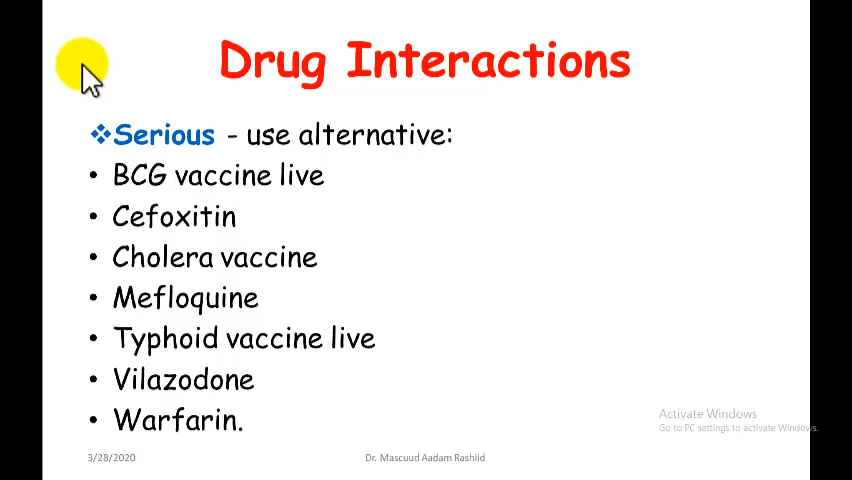 Drug Interactions
❖Serious - use alternative:
• BCG vaccine live
• Cefoxitin
• Cholera vaccine
• Mefloquine
• Typhoid vaccine live
• Vilazodone
• Warfarin.
Activate Windows
Go to PC settings to activate Windows.
3/28/2020
Dr. Mascuud Aadam Rashiid